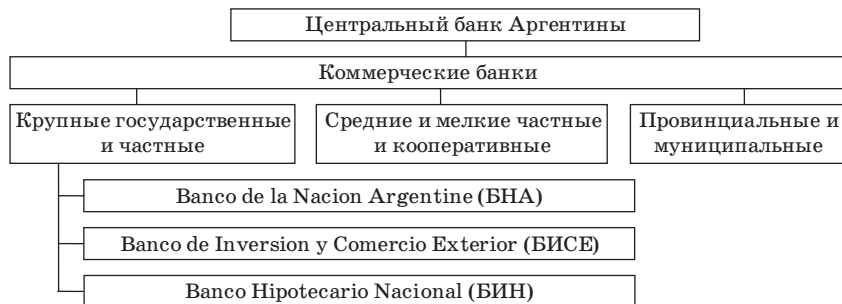 Центральный банк Аргентины
Коммерческие банки
Крупные государственные
и частные
Средние и мелкие частные
и кооперативные
Провинциальные и
муниципальные
Banco de la Nacion Argentine (БНА)
Banco de Inversion y Comercio Exterior (БИСЕ)
Banco Hipotecario Nacional (БИН)